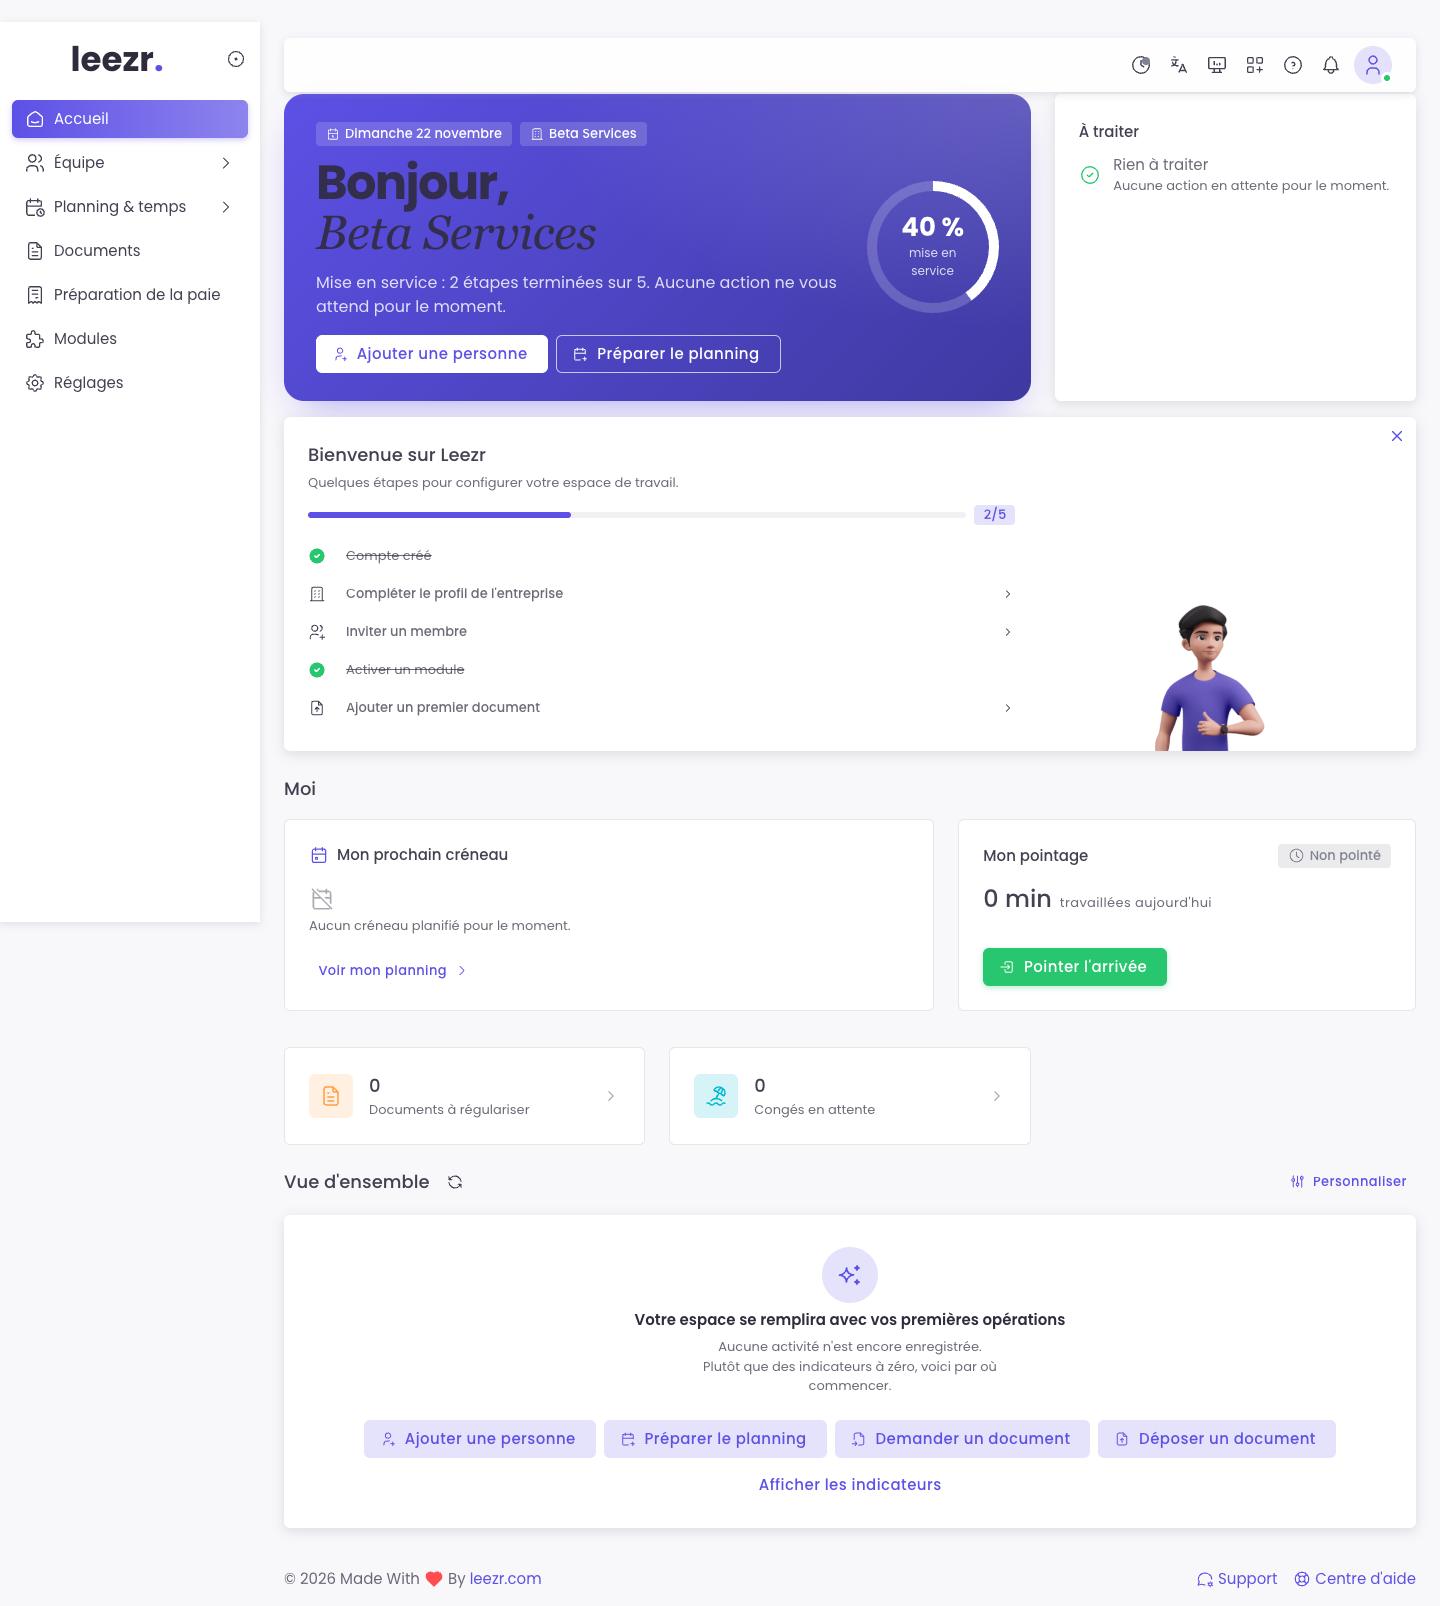 leezr.
Accueil
Équipe
Planning & temps
Documents
Préparation de la paie
Modules
Réglages
Dimanche 22 novembre
Beta Services
Bonjour,
Beta Services
Mise en service : 2 étapes terminées sur 5. Aucune action ne vous
attend pour le moment.
40 %
mise en
service
Ajouter une personne
Préparer le planning
À traiter
Rien à traiter
Aucune action en attente pour le moment.
Bienvenue sur Leezr
Quelques étapes pour configurer votre espace de travail.
2/5
Compte créé
Compléter le profil de l'entreprise
Inviter un membre
Activer un module
Ajouter un premier document
Moi
Mon prochain créneau
Aucun créneau planifié pour le moment.
Voir mon planning
Mon pointage
Non pointé
0 min travaillées aujourd'hui
Pointer l'arrivée
0
Documents à régulariser
0
Congés en attente
Vue d'ensemble
Personnaliser
Votre espace se remplira avec vos premières opérations
Aucune activité n'est encore enregistrée.
Plutôt que des indicateurs à zéro, voici par où
commencer.
Ajouter une personne
Préparer le planning
Demander un document
Déposer un document
Afficher les indicateurs
© 2026 Made With ❤ By leezr.com
Support
Centre d'aide